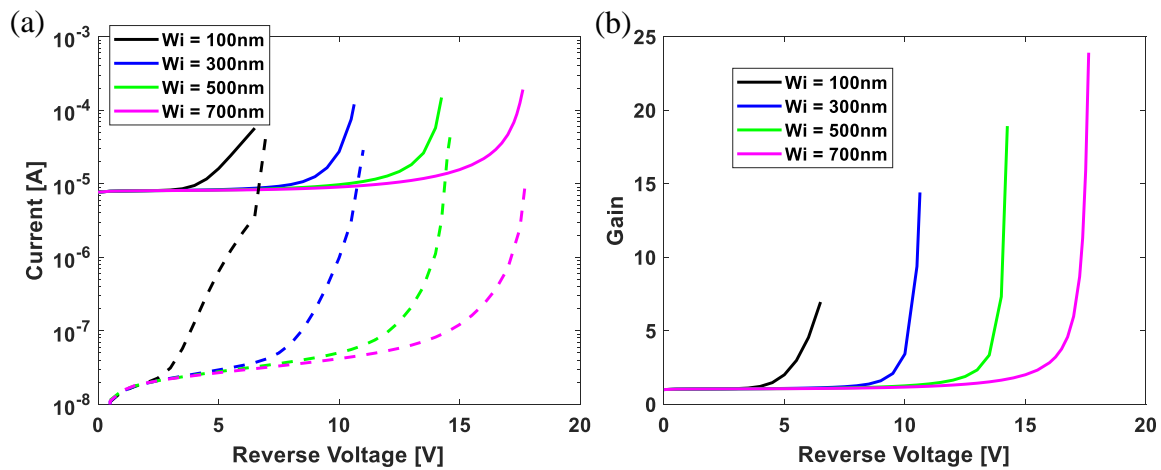 (a)
Wi = 100nm
Wi = 300nm
Wi = 500nm
Wi = 700nm
10-3
10-4
10-5
10-6
10-7
10-8
Current [A]
0
5
10
15
20
Reverse Voltage [V]
(b)
Wi = 100nm
Wi = 300nm
Wi = 500nm
Wi = 700nm
25
20
15
10
5
0
Gain
0
5
10
15
20
Reverse Voltage [V]